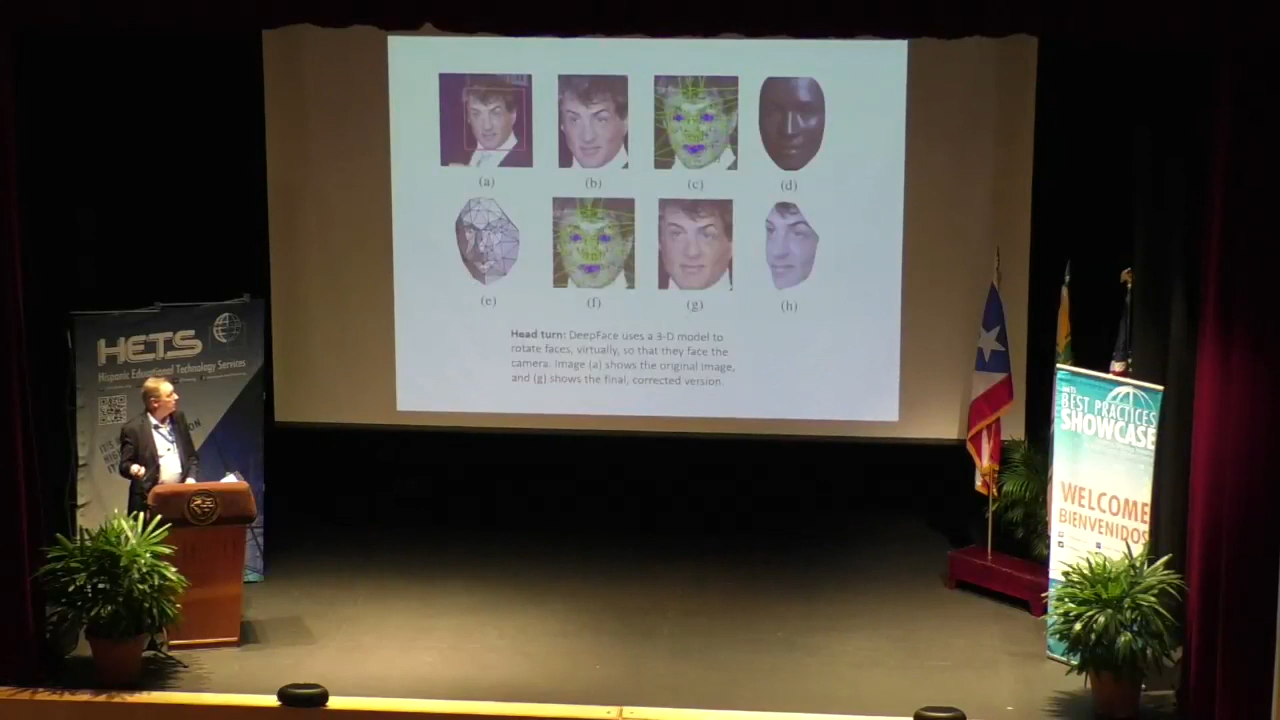 (a)
(b)
(c)
(d)
(e)
(f)
(g)
(h)
Head turn: DeepFace uses a 3-D model to
rotate faces, virtually, so that they face the
camera. Image (a) shows the original image,
and (g) shows the final, corrected version.
HETS
Hispanic Educational Technology Services
BEST PRACTICES
SHOWCASE
WELCOME
BIENVENIDOS